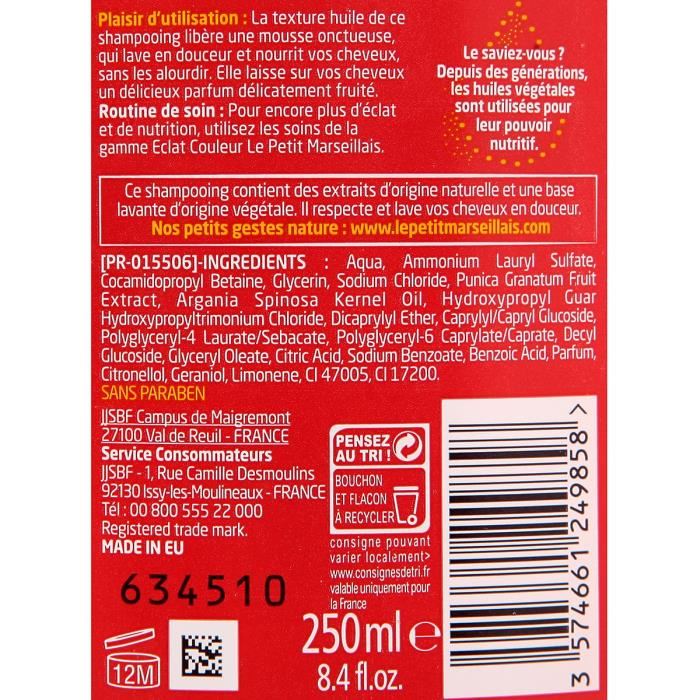 Plaisir d'utilisation : La texture huile de ce
shampooing libère une mousse onctueuse,
qui lave en douceur et nourrit vos cheveux,
sans les alourdir. Elle laisse sur vos cheveux
un délicieux parfum délicatement fruité.
Routine de soin : Pour encore plus d'éclat
et de nutrition, utilisez les soins de la
gamme Eclat Couleur Le Petit Marseillais.
Le saviez-vous ?
Depuis des générations,
les huiles végétales
sont utilisées pour
leur pouvoir
nutritif.
Ce shampooing contient des extraits d'origine naturelle et une base
lavante d'origine végétale. Il respecte et lave vos cheveux en douceur.
Nos petits gestes nature : www.lepetitmarseillais.com
[PR-015506]-INGREDIENTS : Aqua, Ammonium Lauryl Sulfate,
Cocamidopropyl Betaine, Glycerin, Sodium Chloride, Punica Granatum Fruit
Extract, Argania Spinosa Kernel Oil, Hydroxypropyl Guar
Hydroxypropyltrimonium Chloride, Dicaprylyl Ether, Caprylyl/Capryl Glucoside,
Polyglyceryl-4 Laurate/Sebacate, Polyglyceryl-6 Caprylate/Caprate, Decyl
Glucoside, Glyceryl Oleate, Citric Acid, Sodium Benzoate, Benzoic Acid, Parfum,
Citronellol, Geraniol, Limonene, CI 47005, CI 17200.
SANS PARABEN
JJSBF Campus de Maigremont
27100 Val de Reuil - FRANCE
Service Consommateurs
JJSBF - 1, Rue Camille Desmoulins
92130 Issy-les-Moulineaux - FRANCE
Tél : 00 800 555 22 000
Registered trade mark.
MADE IN EU
634510
12M
PENSEZ
AU TRI !
BOUCHON
ET FLACON
À RECYCLER
consigne pouvant
varier localement>
www.consignesdetri.fr
valable uniquement pour
la France
250 ml e
8.4 fl.oz.
3 574661 249858 >